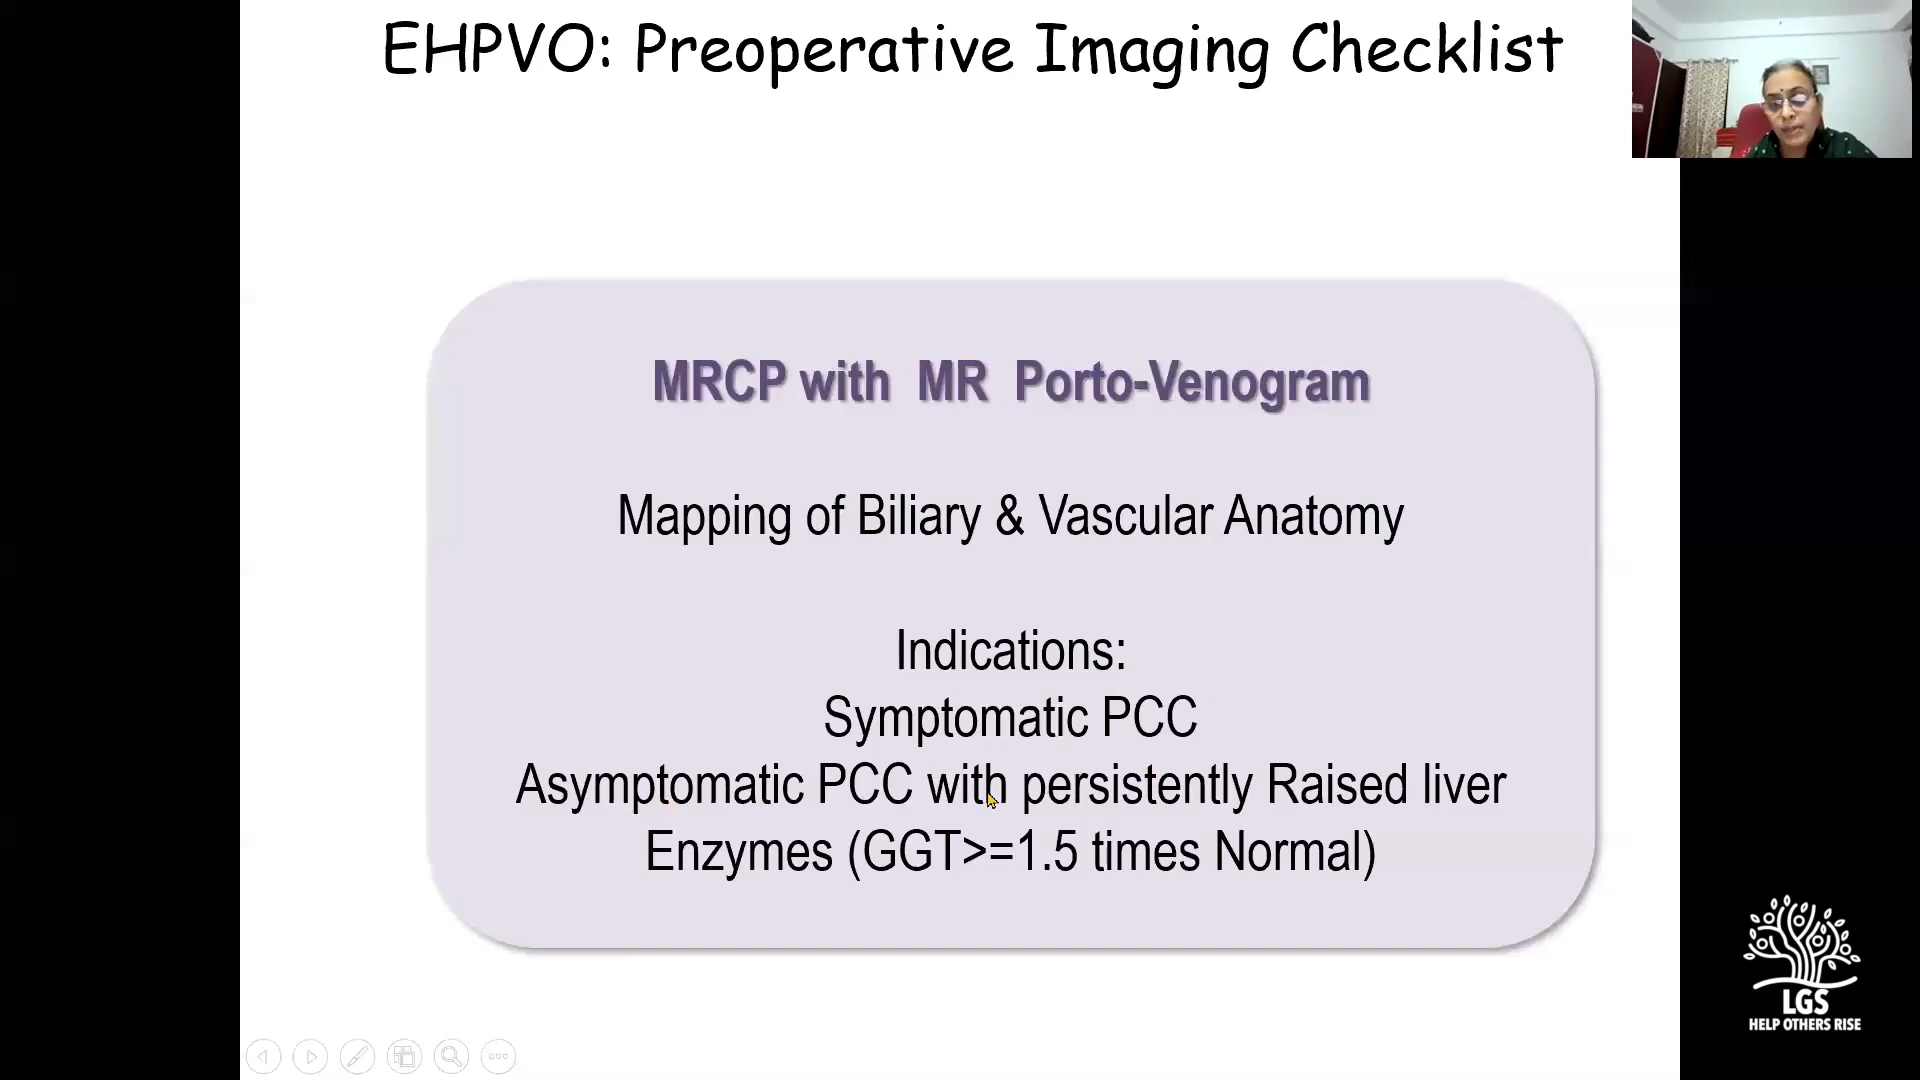 EHPVO: Preoperative Imaging Checklist
MRCP with MR Porto-Venogram
Mapping of Biliary & Vascular Anatomy
Indications:
Symptomatic PCC
Asymptomatic PCC with persistently Raised liver
Enzymes (GGT>=1.5 times Normal)
LGS
HELP OTHERS RISE